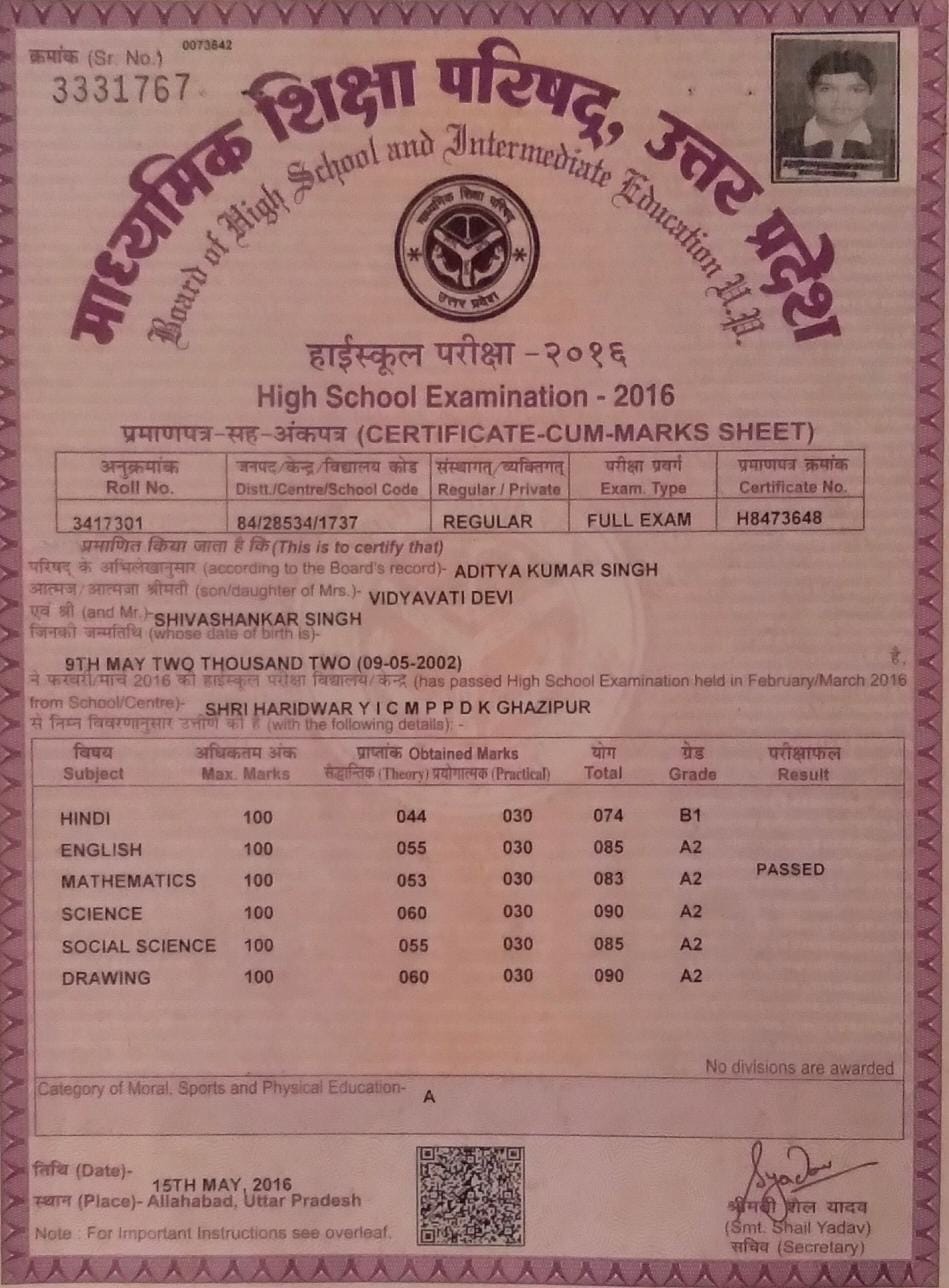 क्रमांक (Sr. No.) 0073642
3331767
माध्यमिक शिक्षा परिषद्, उत्तर प्रदेश
Board of High School and Intermediate Education U.P.
माध्यमिक शिक्षा परिषद्
उत्तर प्रदेश
हाईस्कूल परीक्षा -२०१६
High School Examination - 2016
प्रमाणपत्र-सह-अंकपत्र (CERTIFICATE-CUM-MARKS SHEET)
अनुक्रमांक जनपद/केन्द्र/विद्यालय कोड संस्थागत्/व्यक्तिगत् परीक्षा प्रवर्ग प्रमाणपत्र क्रमांक
Roll No. Distt./Centre/School Code Regular / Private Exam. Type Certificate No.
3417301 84/28534/1737 REGULAR FULL EXAM H8473648
प्रमाणित किया जाता है कि (This is to certify that)
परिषद् के अभिलेखानुसार (according to the Board's record)- ADITYA KUMAR SINGH
आत्मज/आत्मजा श्रीमती (son/daughter of Mrs.)- VIDYAVATI DEVI
एवं श्री (and Mr.)- SHIVASHANKAR SINGH
जिनकी जन्मतिथि (whose date of birth is)-
9TH MAY TWO THOUSAND TWO (09-05-2002) है,
ने फरवरी/मार्च 2016 की हाईस्कूल परीक्षा विद्यालय/केन्द्र (has passed High School Examination held in February/March 2016
from School/Centre)- SHRI HARIDWAR Y I C M P P D K GHAZIPUR
से निम्न विवरणानुसार उत्तीर्ण की है (with the following details): -
विषय अधिकतम अंक प्राप्तांक Obtained Marks योग ग्रेड परीक्षाफल
Subject Max. Marks सैद्धान्तिक (Theory) प्रयोगात्मक (Practical) Total Grade Result
HINDI 100 044 030 074 B1
ENGLISH 100 055 030 085 A2
PASSED
MATHEMATICS 100 053 030 083 A2
SCIENCE 100 060 030 090 A2
SOCIAL SCIENCE 100 055 030 085 A2
DRAWING 100 060 030 090 A2
No divisions are awarded
Category of Moral, Sports and Physical Education- A
तिथि (Date)- 15TH MAY, 2016
स्थान (Place)- Allahabad, Uttar Pradesh
Note : For Important Instructions see overleaf.
Syadav
श्रीमती शैल यादव
(Smt. Shail Yadav)
सचिव (Secretary)